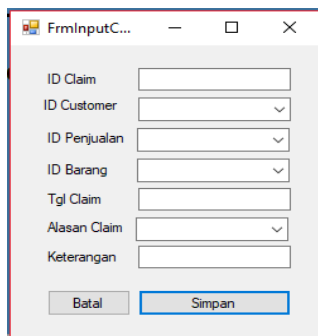 FrmInputC...
ID Claim
ID Customer
ID Penjualan
ID Barang
Tgl Claim
Alasan Claim
Keterangan
Batal Simpan